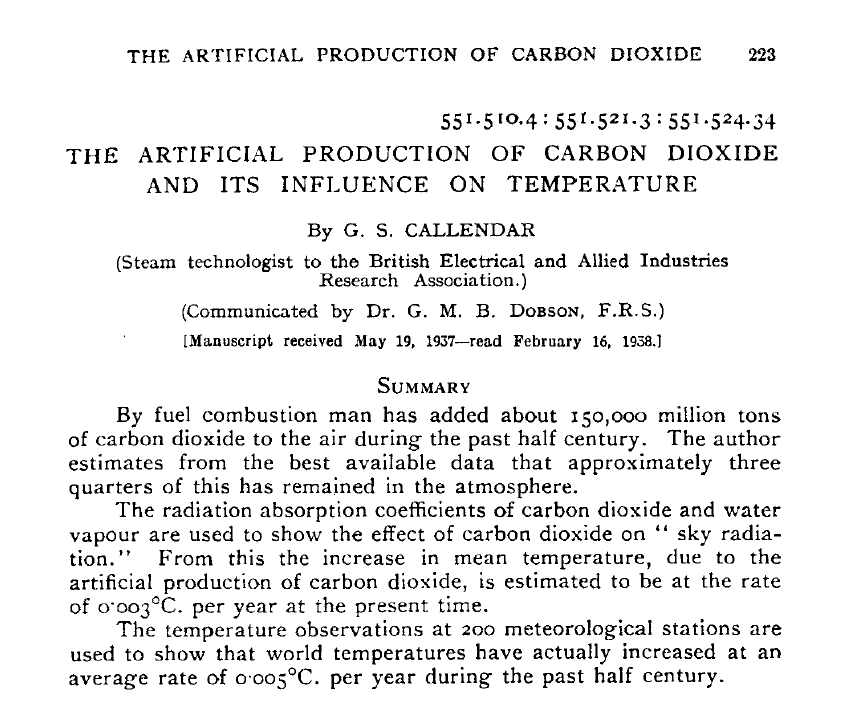 THE ARTIFICIAL PRODUCTION OF CARBON DIOXIDE 223
551.510.4 : 551.521.3 : 551.524.34
THE ARTIFICIAL PRODUCTION OF CARBON DIOXIDE
AND ITS INFLUENCE ON TEMPERATURE
By G. S. CALLENDAR
(Steam technologist to the British Electrical and Allied Industries
Research Association.)
(Communicated by Dr. G. M. B. DOBSON, F.R.S.)
[Manuscript received May 19, 1937—read February 16, 1938.]
SUMMARY
By fuel combustion man has added about 150,000 million tons
of carbon dioxide to the air during the past half century. The author
estimates from the best available data that approximately three
quarters of this has remained in the atmosphere.
The radiation absorption coefficients of carbon dioxide and water
vapour are used to show the effect of carbon dioxide on “ sky radia-
tion.” From this the increase in mean temperature, due to the
artificial production of carbon dioxide, is estimated to be at the rate
of 0·003°C. per year at the present time.
The temperature observations at 200 meteorological stations are
used to show that world temperatures have actually increased at an
average rate of 0·005°C. per year during the past half century.